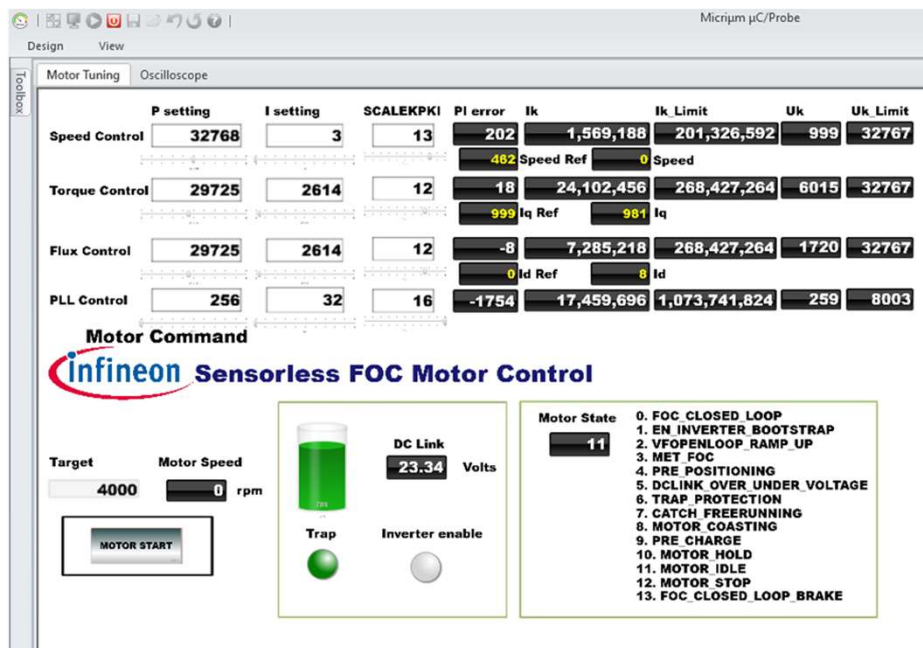 Micriµm µC/Probe
Design View
Toolbox
Motor Tuning Oscilloscope
P setting I setting SCALEKPKI PI error Ik Ik_Limit Uk Uk_Limit
Speed Control 32768 3 13 202 1,569,188 201,326,592 999 32767
462 Speed Ref 0 Speed
Torque Control 29725 2614 12 18 24,102,456 268,427,264 6015 32767
999 Iq Ref 981 Iq
Flux Control 29725 2614 12 -8 7,285,218 268,427,264 1720 32767
0 Id Ref 8 Id
PLL Control 256 32 16 -1754 17,459,696 1,073,741,824 259 8003
Motor Command
infineon Sensorless FOC Motor Control
Target Motor Speed
4000 0 rpm
MOTOR START
DC Link
23.34 Volts
Trap Inverter enable
Motor State
11
0. FOC_CLOSED_LOOP
1. EN_INVERTER_BOOTSTRAP
2. VFOPENLOOP_RAMP_UP
3. MET_FOC
4. PRE_POSITIONING
5. DCLINK_OVER_UNDER_VOLTAGE
6. TRAP_PROTECTION
7. CATCH_FREERUNNING
8. MOTOR_COASTING
9. PRE_CHARGE
10. MOTOR_HOLD
11. MOTOR_IDLE
12. MOTOR_STOP
13. FOC_CLOSED_LOOP_BRAKE